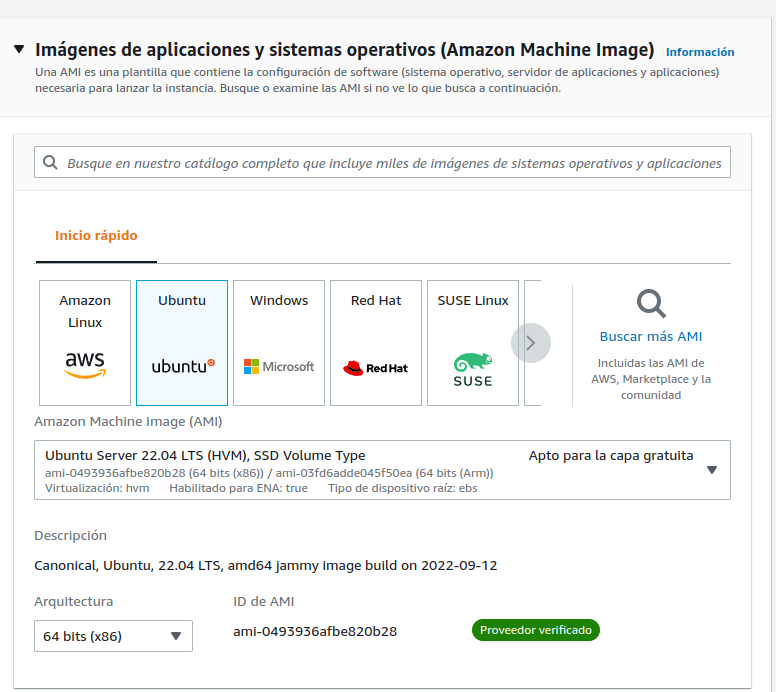 Imágenes de aplicaciones y sistemas operativos (Amazon Machine Image) Información
Una AMI es una plantilla que contiene la configuración de software (sistema operativo, servidor de aplicaciones y aplicaciones)
necesaria para lanzar la instancia. Busque o examine las AMI si no ve lo que busca a continuación.
Busque en nuestro catálogo completo que incluye miles de imágenes de sistemas operativos y aplicaciones
Inicio rápido
Amazon
Linux
aws
Ubuntu
ubuntu
Windows
Microsoft
Red Hat
Red Hat
SUSE Linux
SUSE
Buscar más AMI
Incluidas las AMI de
AWS, Marketplace y la
comunidad
Amazon Machine Image (AMI)
Ubuntu Server 22.04 LTS (HVM), SSD Volume Type Apto para la capa gratuita
ami-0493936afbe820b28 (64 bits (x86)) / ami-03fd6adde045f50ea (64 bits (Arm))
Virtualización: hvm Habilitado para ENA: true Tipo de dispositivo raíz: ebs
Descripción
Canonical, Ubuntu, 22.04 LTS, amd64 jammy image build on 2022-09-12
Arquitectura ID de AMI
64 bits (x86) ami-0493936afbe820b28 Proveedor verificado